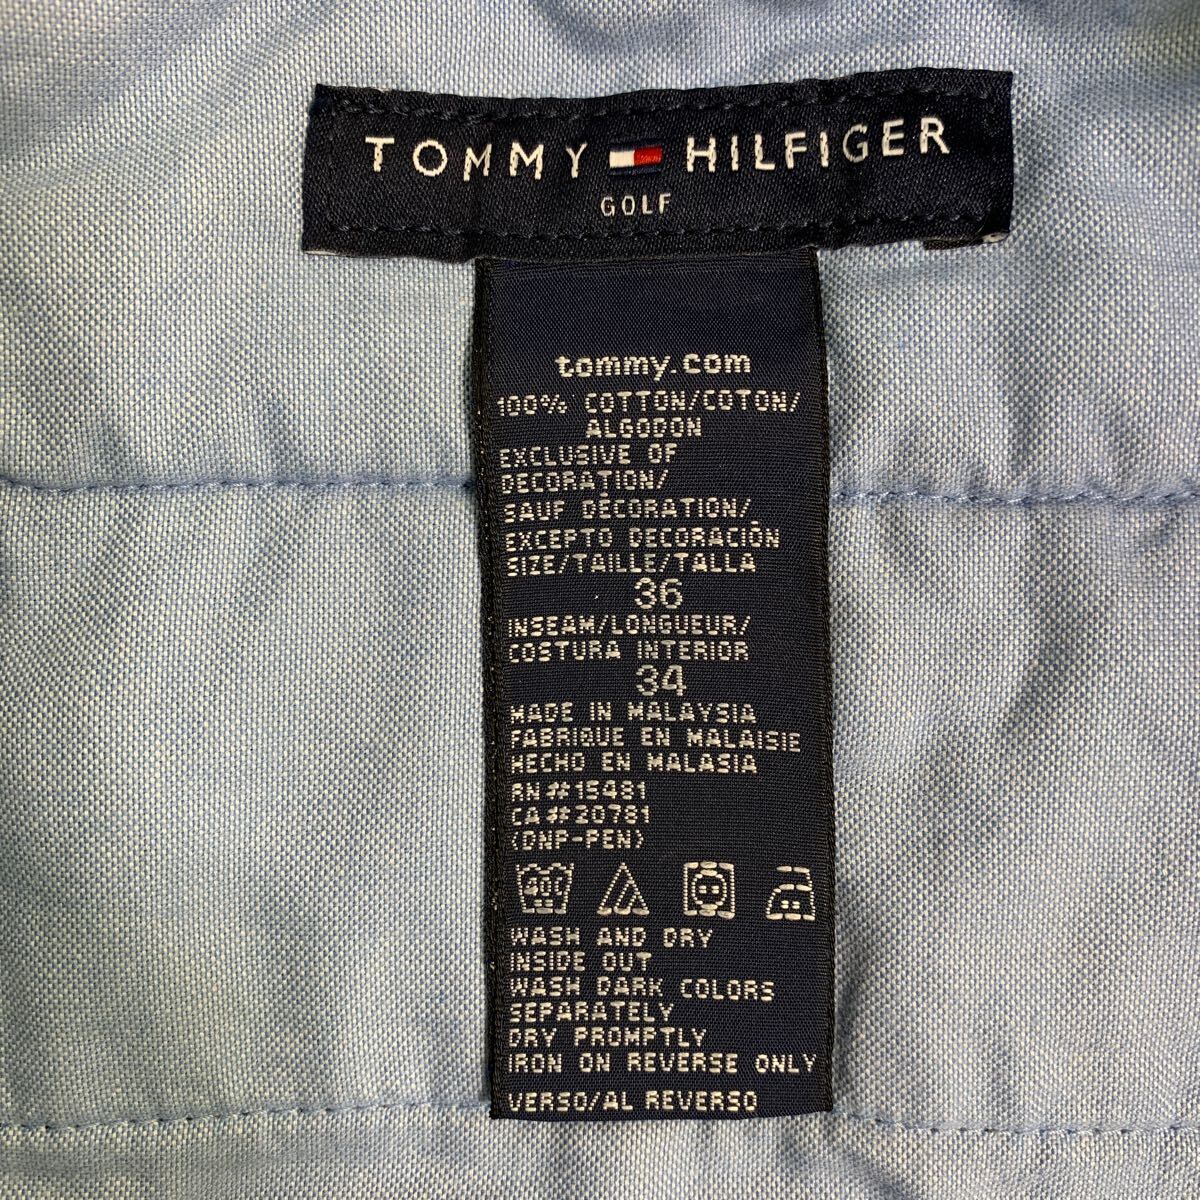 TOMMY HILFIGER
GOLF
tommy.com
100% COTTON/COTON/
ALGODON
EXCLUSIVE OF
DECORATION/
SAUF DÉCORATION/
EXCEPTO DECORACIÓN
SIZE/TAILLE/TALLA
36
INSEAM/LONGUEUR/
COSTURA INTERIOR
34
MADE IN MALAYSIA
FABRIQUE EN MALAISIE
HECHO EN MALASIA
RN#15481
CA#20781
(DNP-PEN)
40C
WASH AND DRY
INSIDE OUT
WASH DARK COLORS
SEPARATELY
DRY PROMPTLY
IRON ON REVERSE ONLY
VERSO/AL REVERSO